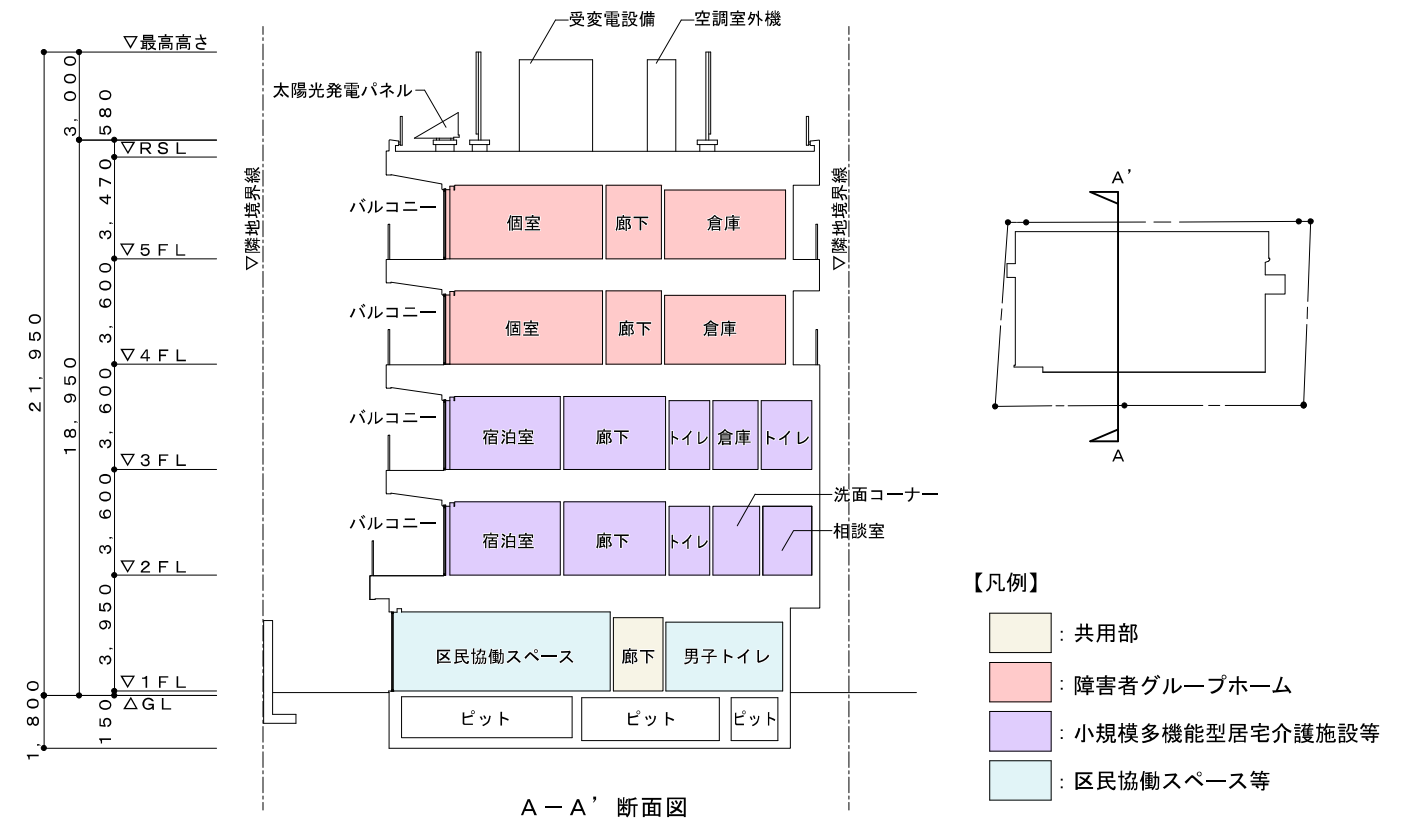 受変電設備
空調室外機
▽最高高さ
太陽光発電パネル
3,000
580
▽RSL
3,470
▽隣地境界線
▽隣地境界線
バルコニー
個室
廊下
倉庫
▽5FL
3,600
バルコニー
個室
廊下
倉庫
21,950
18,950
▽4FL
3,600
バルコニー
宿泊室
廊下
トイレ
倉庫
トイレ
▽3FL
3,600
洗面コーナー
バルコニー
宿泊室
廊下
トイレ
相談室
▽2FL
3,950
区民協働スペース
廊下
男子トイレ
▽1FL
△GL
1,800
150
ピット
ピット
ピット
A-A’断面図
A’
A
【凡例】
:共用部
:障害者グループホーム
:小規模多機能型居宅介護施設等
:区民協働スペース等